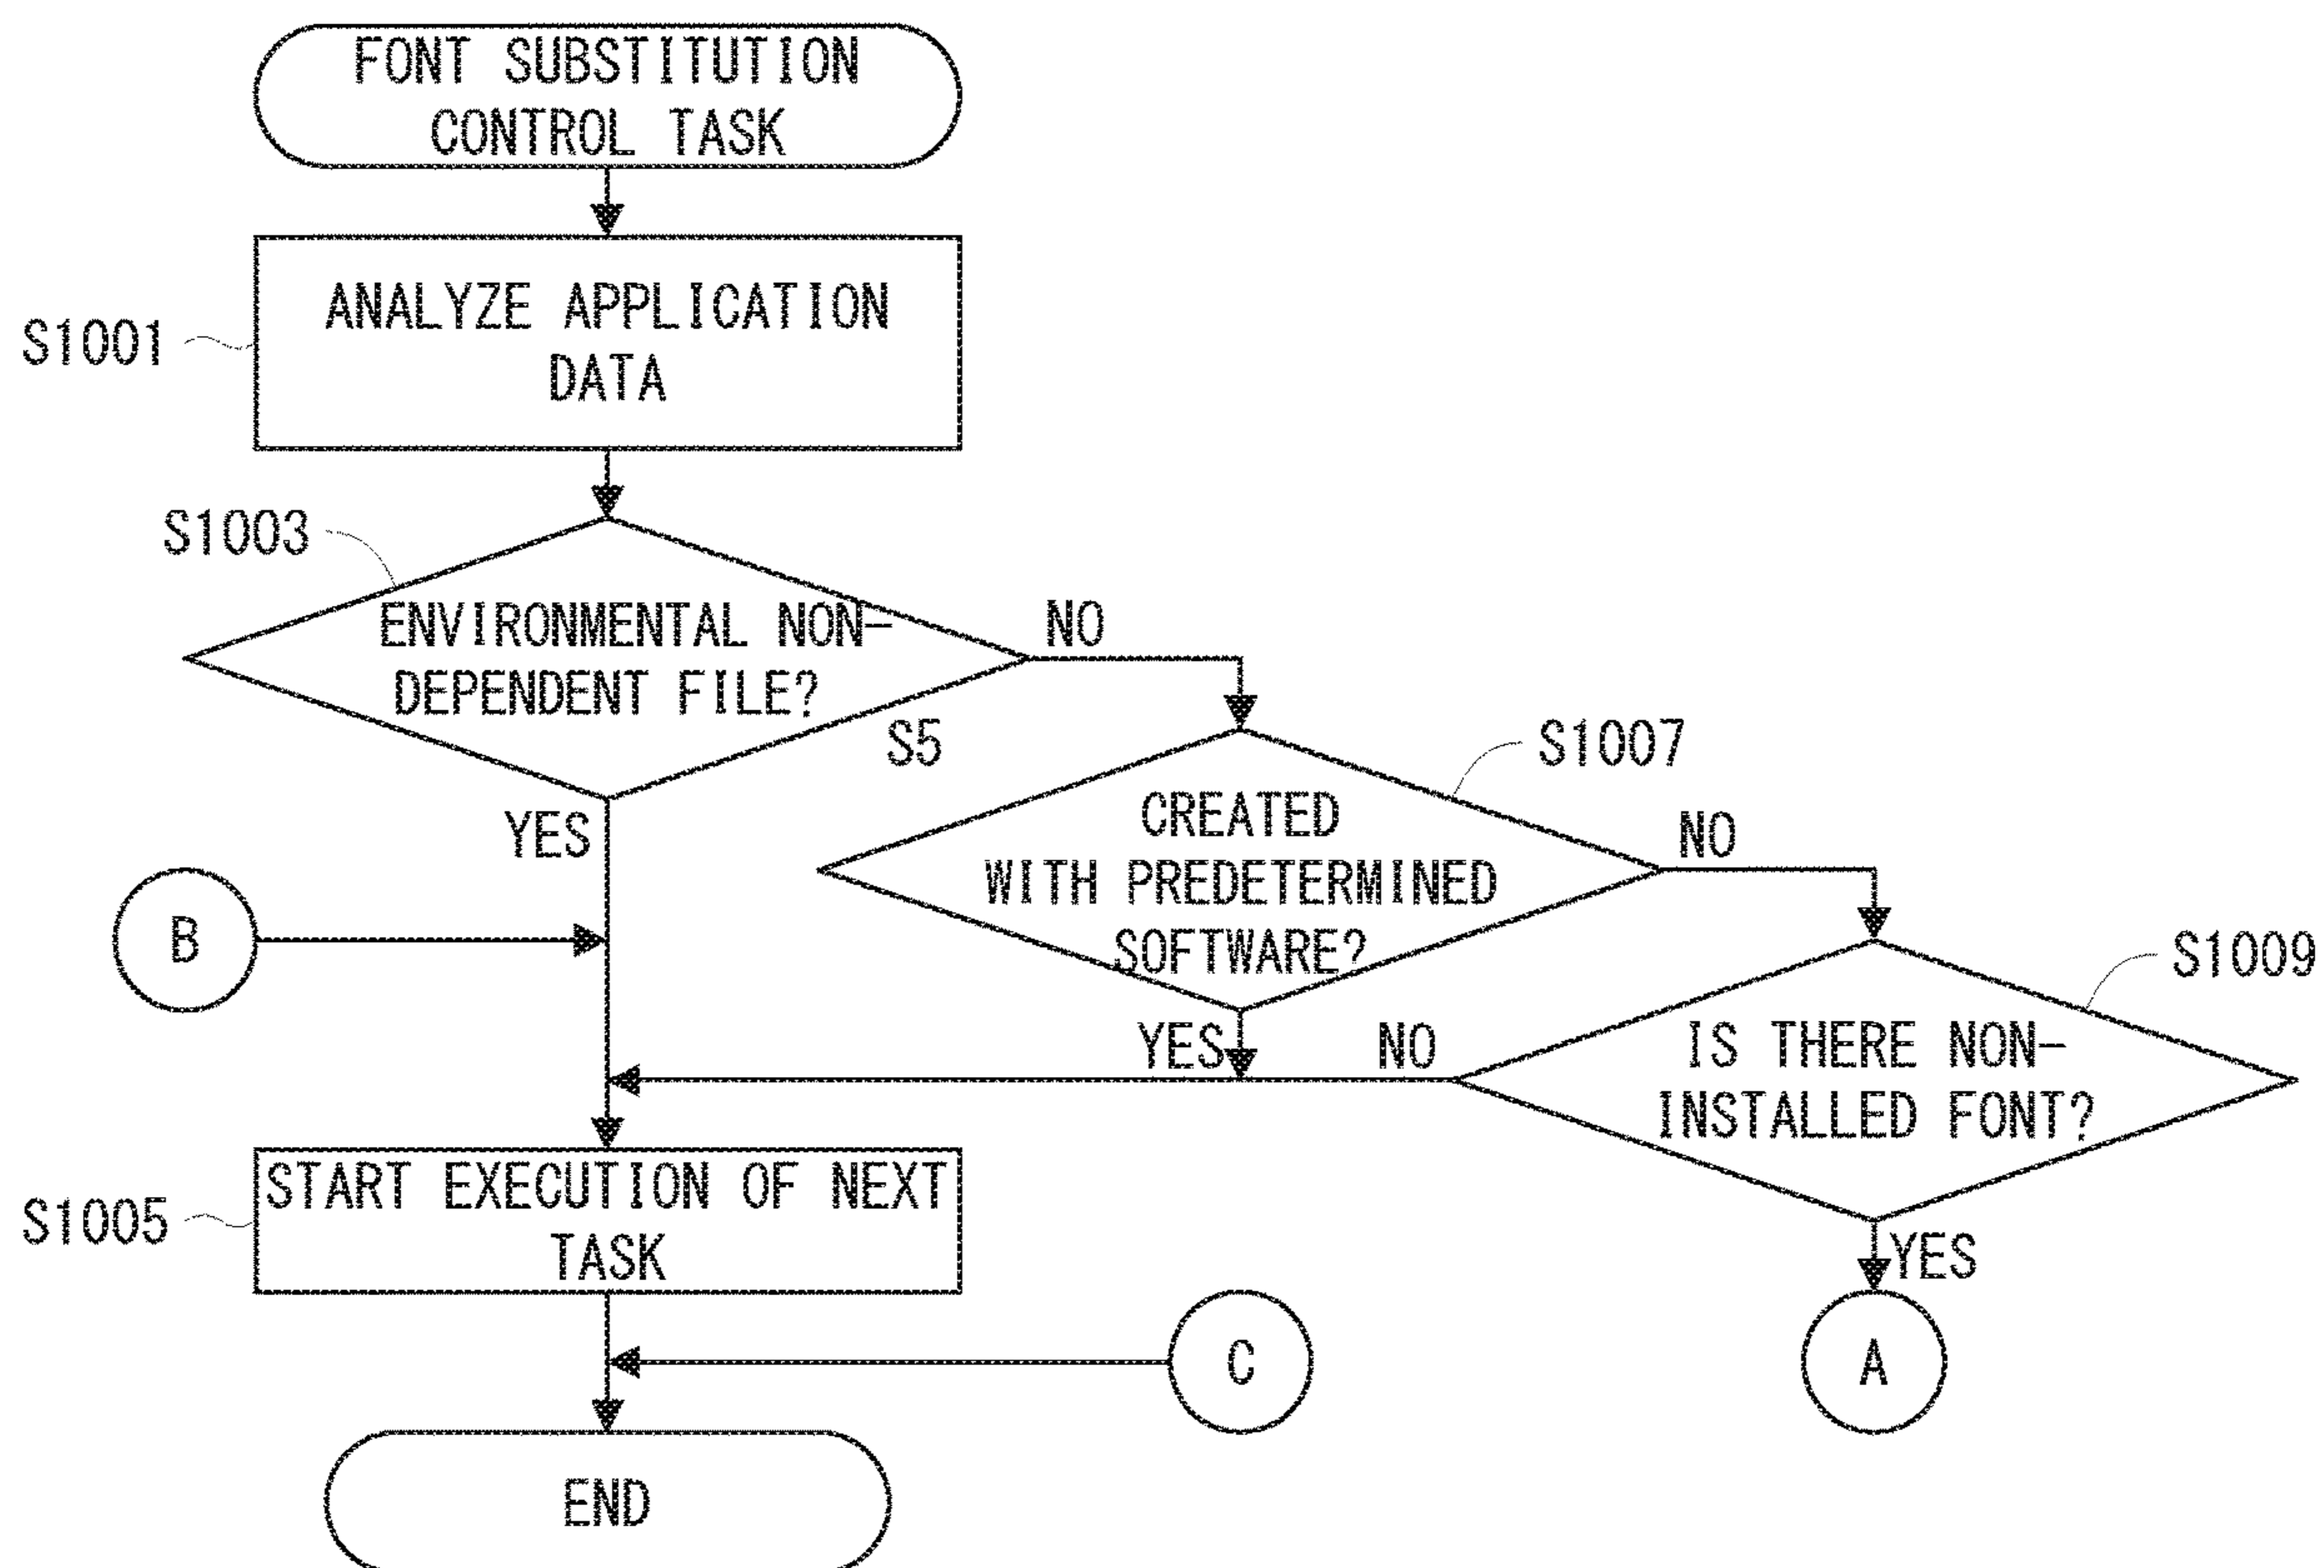 FONT SUBSTITUTION
CONTROL TASK
S1001
ANALYZE APPLICATION
DATA
S1003
ENVIRONMENTAL NON-
DEPENDENT FILE?
NO
YES
S5
S1007
CREATED
WITH PREDETERMINED
SOFTWARE?
NO
YES
B
S1009
IS THERE NON-
INSTALLED FONT?
NO
YES
S1005
START EXECUTION OF NEXT
TASK
C
A
END